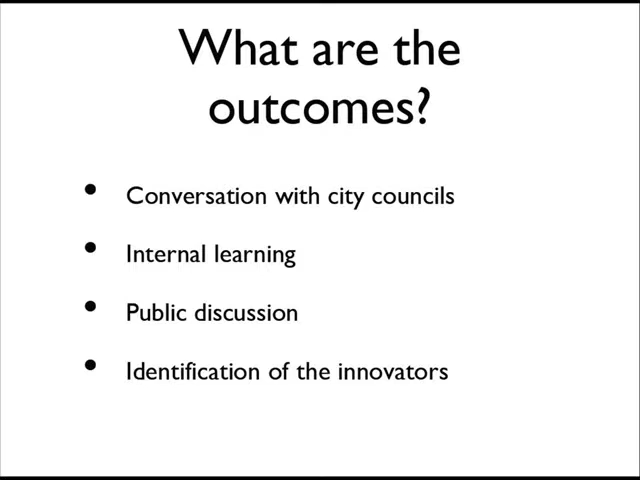 What are the
outcomes?
• Conversation with city councils
• Internal learning
• Public discussion
• Identification of the innovators